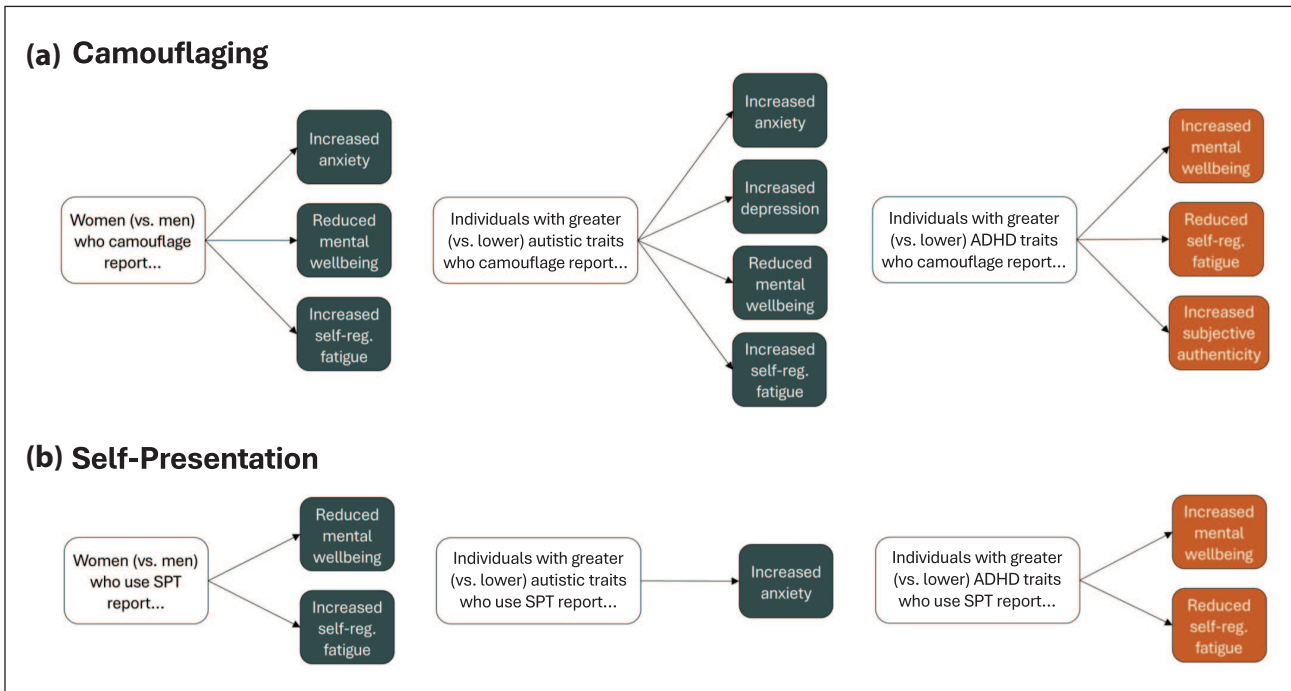 (a) Camouflaging
Women (vs. men)
who camouflage
report...
Increased
anxiety
Reduced
mental
wellbeing
Increased
self-reg.
fatigue
Individuals with greater
(vs. lower) autistic traits
who camouflage report...
Increased
anxiety
Increased
depression
Reduced
mental
wellbeing
Increased
self-reg.
fatigue
Individuals with greater
(vs. lower) ADHD traits
who camouflage report...
Increased
mental
wellbeing
Reduced
self-reg.
fatigue
Increased
subjective
authenticity
(b) Self-Presentation
Women (vs. men)
who use SPT
report...
Reduced
mental
wellbeing
Increased
self-reg.
fatigue
Individuals with greater
(vs. lower) autistic traits
who use SPT report...
Increased
anxiety
Individuals with greater
(vs. lower) ADHD traits
who use SPT report...
Increased
mental
wellbeing
Reduced
self-reg.
fatigue